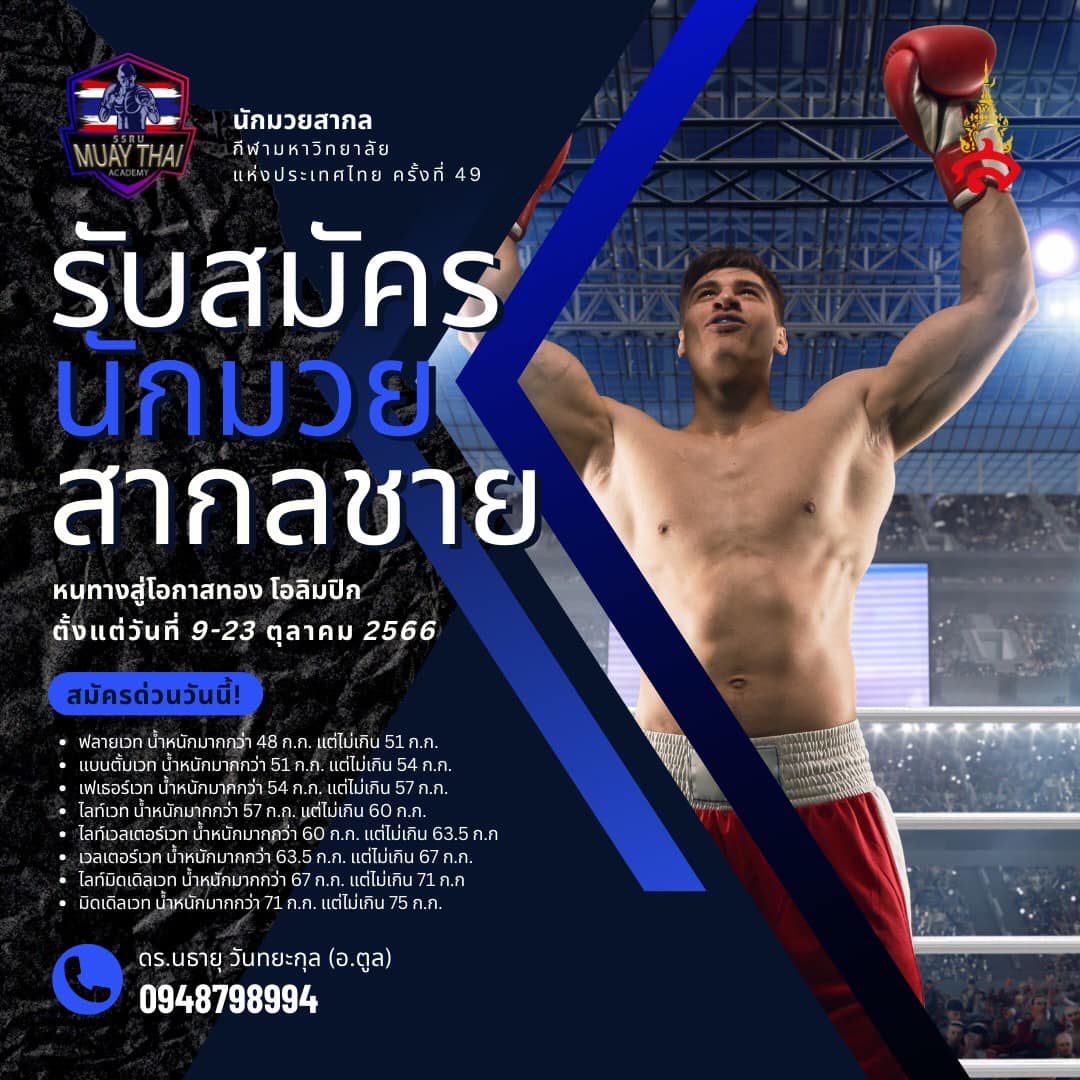 SSRU
MUAY THAI
ACADEMY
นักมวยสากล
กีฬามหาวิทยาลัย
แห่งประเทศไทย ครั้งที่ 49
รับสมัคร
นักมวย
สากลชาย
หนทางสู่โอกาสทอง โอลิมปิก
ตั้งแต่วันที่ 9-23 ตุลาคม 2566
สมัครด่วนวันนี้!
• ฟลายเวท น้ำหนักมากกว่า 48 ก.ก. แต่ไม่เกิน 51 ก.ก.
• แบนตั้มเวท น้ำหนักมากกว่า 51 ก.ก. แต่ไม่เกิน 54 ก.ก.
• เฟเธอร์เวท น้ำหนักมากกว่า 54 ก.ก. แต่ไม่เกิน 57 ก.ก.
• ไลท์เวท น้ำหนักมากกว่า 57 ก.ก. แต่ไม่เกิน 60 ก.ก.
• ไลท์เวลเตอร์เวท น้ำหนักมากกว่า 60 ก.ก. แต่ไม่เกิน 63.5 ก.ก
• เวลเตอร์เวท น้ำหนักมากกว่า 63.5 ก.ก. แต่ไม่เกิน 67 ก.ก.
• ไลท์มิดเดิลเวท น้ำหนักมากกว่า 67 ก.ก. แต่ไม่เกิน 71 ก.ก
• มิดเดิลเวท น้ำหนักมากกว่า 71 ก.ก. แต่ไม่เกิน 75 ก.ก.
ดร.นธายุ วันทยะกุล (อ.ตูล)
0948798994